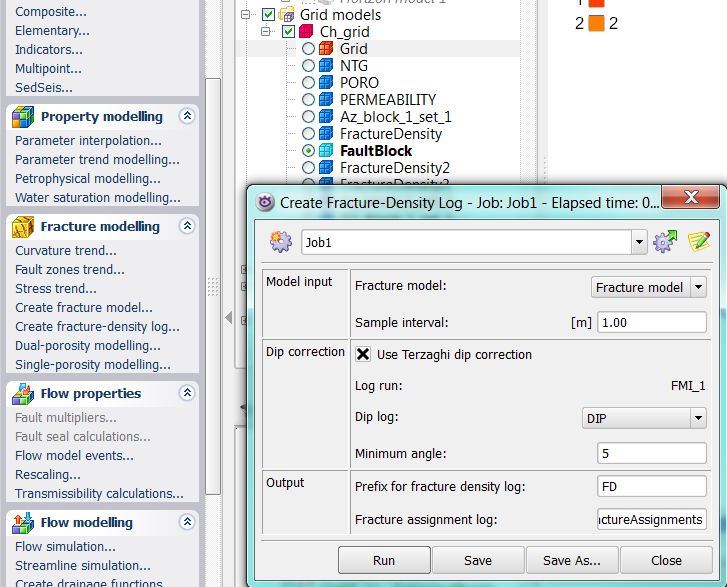 Composite...
Elementary...
Indicators...
Multipoint...
SedSeis...
Property modelling
Parameter interpolation...
Parameter trend modelling...
Petrophysical modelling...
Water saturation modelling...
Fracture modelling
Curvature trend...
Fault zones trend...
Stress trend...
Create fracture model...
Create fracture-density log...
Dual-porosity modelling...
Single-porosity modelling...
Flow properties
Fault multipliers...
Fault seal calculations...
Flow model events...
Rescaling...
Transmissibility calculations...
Flow modelling
Flow simulation...
Streamline simulation...
Create drainage functions
Horizon model 1
Grid models
Ch_grid
Grid
NTG
PORO
PERMEABILITY
Az_block_1_set_1
FractureDensity
FaultBlock
FractureDensity2
1
2 2
Create Fracture-Density Log - Job: Job1 - Elapsed time: 0...
Job1
Model input
Fracture model: Fracture model
Sample interval: [m] 1.00
Dip correction
Use Terzaghi dip correction
Log run: FMI_1
Dip log: DIP
Minimum angle: 5
Output
Prefix for fracture density log: FD
Fracture assignment log: ctureAssignments
Run Save Save As... Close